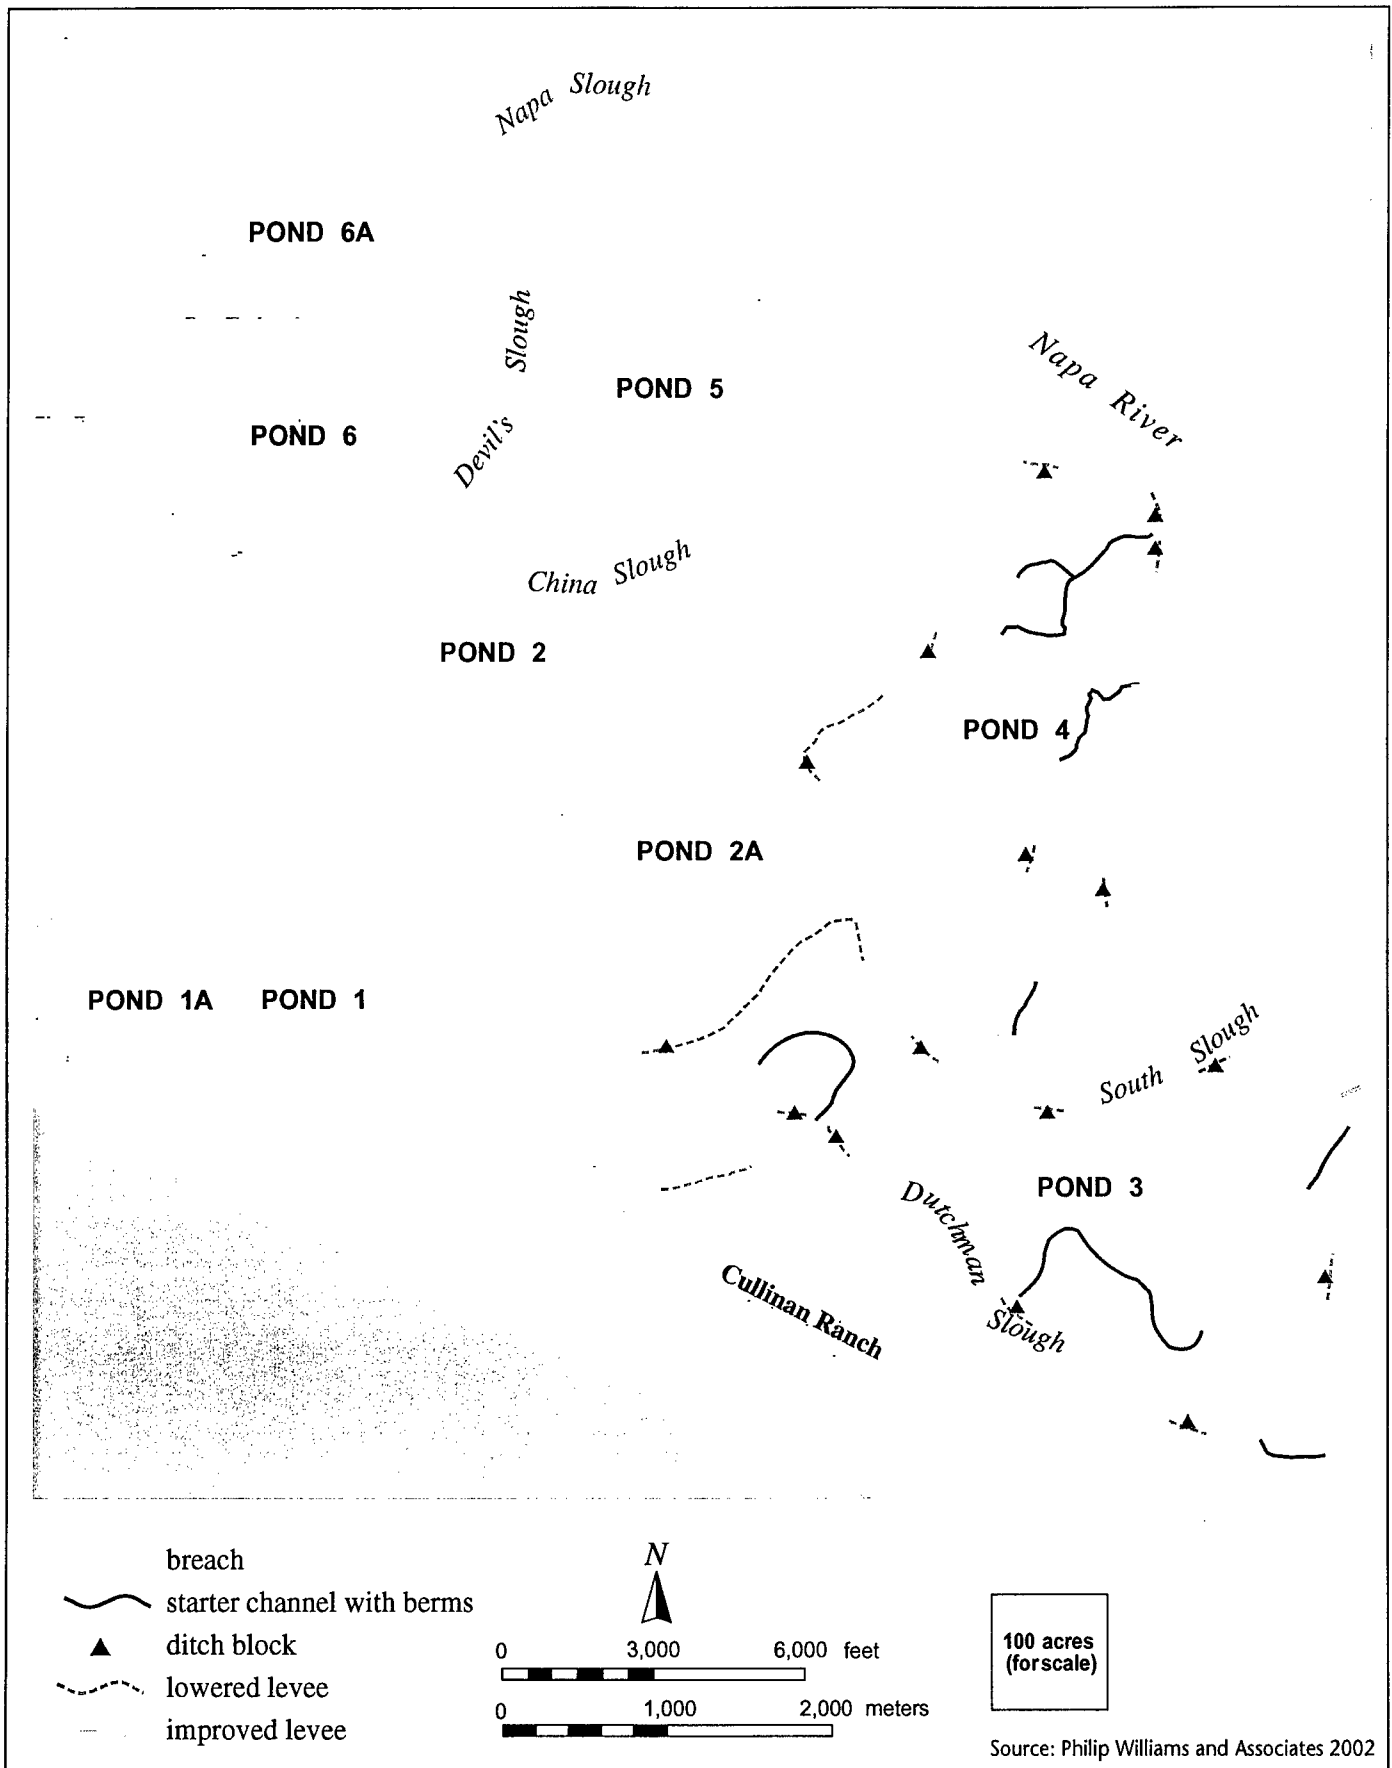 Napa Slough
POND 6A
Devil's Slough
POND 5
Napa River
POND 6
China Slough
POND 2
POND 4
POND 2A
POND 1A
POND 1
South Slough
POND 3
Dutchman Slough
Cullinan Ranch
breach
starter channel with berms
ditch block
lowered levee
improved levee
N
0 3,000 6,000 feet
0 1,000 2,000 meters
100 acres
(for scale)
Source: Philip Williams and Associates 2002